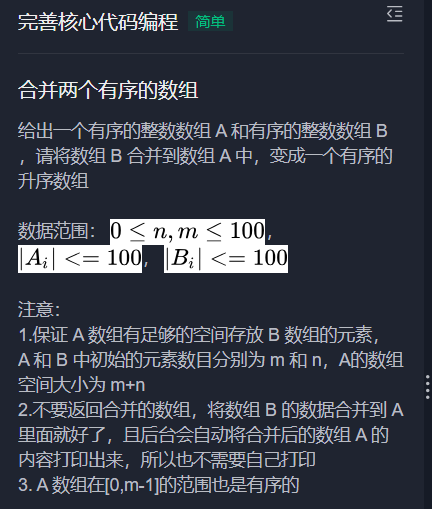 完善核心代码编程 简单
合并两个有序的数组
给出一个有序的整数数组 A 和有序的整数数组 B
，请将数组 B 合并到数组 A 中，变成一个有序的
升序数组
数据范围： 0 ≤ n, m ≤ 100，
|A_i| <= 100， |B_i| <= 100
注意：
1.保证 A 数组有足够的空间存放 B 数组的元素，
A 和 B 中初始的元素数目分别为 m 和 n，A的数组
空间大小为 m+n
2.不要返回合并的数组，将数组 B 的数据合并到 A
里面就好了，且后台会自动将合并后的数组 A 的
内容打印出来，所以也不需要自己打印
3. A 数组在[0,m-1]的范围也是有序的